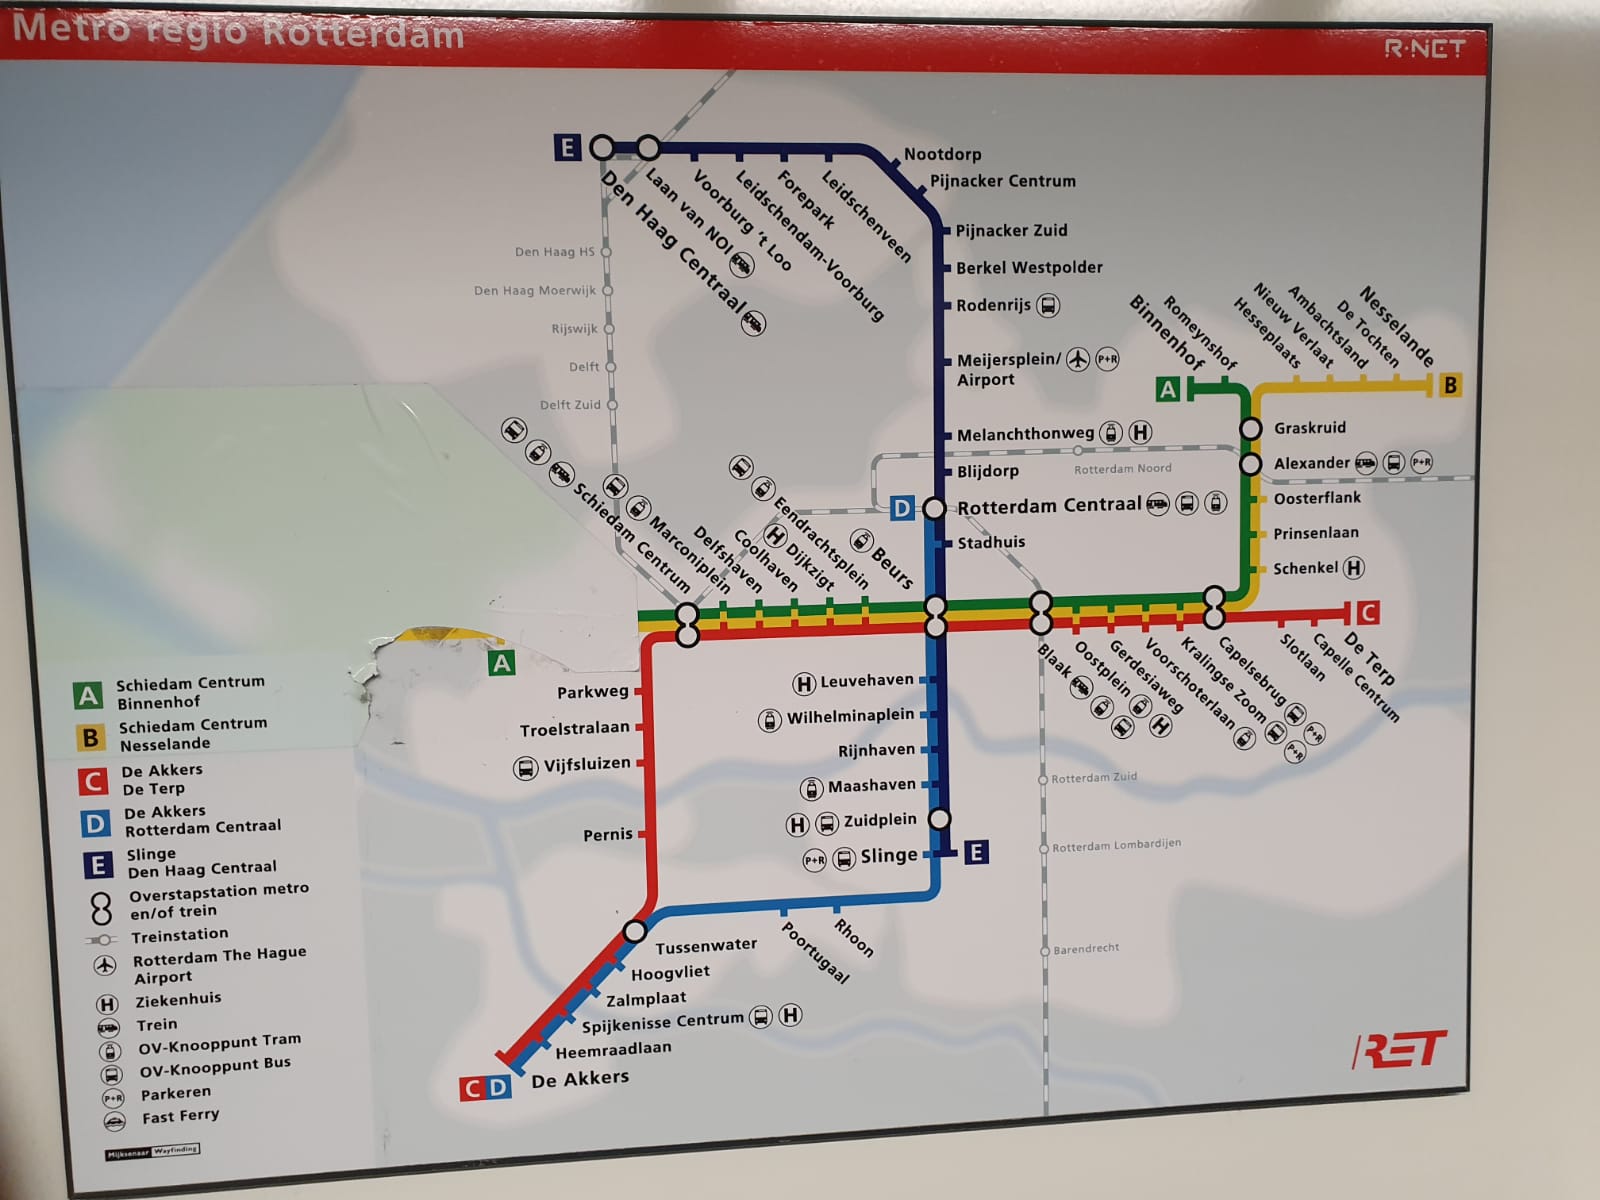 Metro regio Rotterdam
R·NET
E
Den Haag Centraal
Laan van NOI
Voorburg 't Loo
Leidschendam-Voorburg
Forepark
Leidschenveen
Nootdorp
Pijnacker Centrum
Pijnacker Zuid
Berkel Westpolder
Rodenrijs
Meijersplein/
Airport
P+R
Melanchthonweg
H
Blijdorp
D
Rotterdam Centraal
Stadhuis
Den Haag HS
Den Haag Moerwijk
Rijswijk
Delft
Delft Zuid
Rotterdam Noord
A
Binnenhof
Romeynshof
Hesseplaats
Nieuw Verlaat
Ambachtsland
De Tochten
Nesselande
B
Graskruid
Alexander
P+R
Oosterflank
Prinsenlaan
Schenkel
H
Schiedam Centrum
Marconiplein
Delfshaven
Coolhaven
H
Dijkzigt
Eendrachtsplein
Beurs
Blaak
Oostplein
H
Gerdesiaweg
Voorschoterlaan
Kralingse Zoom
P+R
Capelsebrug
P+R
Slotlaan
Capelle Centrum
De Terp
C
A
Parkweg
Troelstralaan
Vijfsluizen
Pernis
H
Leuvehaven
Wilhelminaplein
Rijnhaven
Maashaven
H
Zuidplein
P+R
Slinge
E
Rotterdam Zuid
Rotterdam Lombardijen
Barendrecht
Rhoon
Poortugaal
Tussenwater
Hoogvliet
Zalmplaat
Spijkenisse Centrum
H
Heemraadlaan
De Akkers
C D
A
Schiedam Centrum
Binnenhof
B
Schiedam Centrum
Nesselande
C
De Akkers
De Terp
D
De Akkers
Rotterdam Centraal
E
Slinge
Den Haag Centraal
Overstapstation metro
en/of trein
Treinstation
Rotterdam The Hague
Airport
H
Ziekenhuis
Trein
OV-Knooppunt Tram
OV-Knooppunt Bus
P+R
Parkeren
Fast Ferry
Mijksenaar Wayfinding
RET